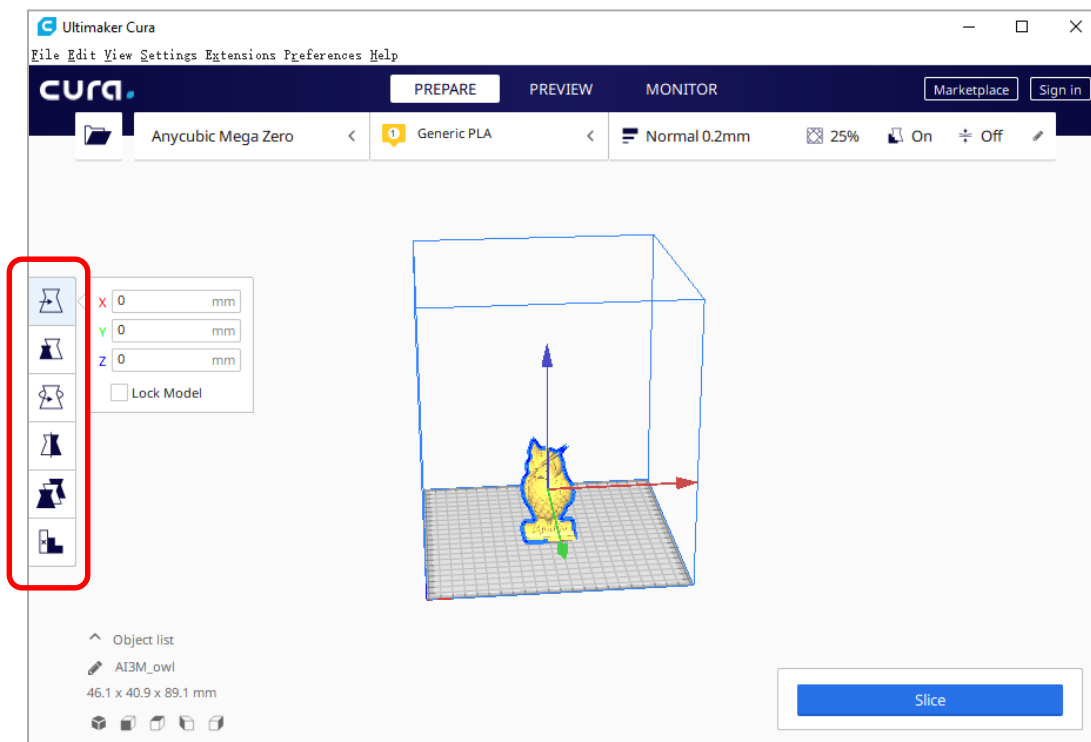 Ultimaker Cura
File Edit View Settings Extensions Preferences Help
cura.
PREPARE PREVIEW MONITOR Marketplace Sign in
Anycubic Mega Zero 1 Generic PLA Normal 0.2mm 25% On Off
X 0 mm
Y 0 mm
Z 0 mm
Lock Model
Object list
AI3M_owl
46.1 x 40.9 x 89.1 mm
Slice